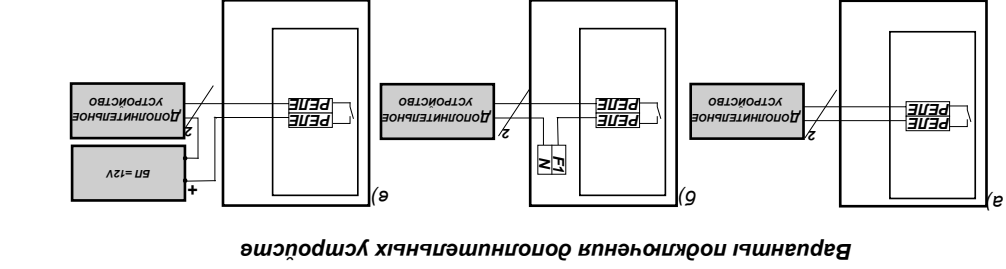 Варианты подключения дополнительных устройств
а)
РЕЛЕ
РЕЛЕ
2
ДОПОЛНИТЕЛЬНОЕ
УСТРОЙСТВО
б)
F1
N
РЕЛЕ
РЕЛЕ
2
ДОПОЛНИТЕЛЬНОЕ
УСТРОЙСТВО
в)
РЕЛЕ
РЕЛЕ
+
БП =12V
2
ДОПОЛНИТЕЛЬНОЕ
УСТРОЙСТВО